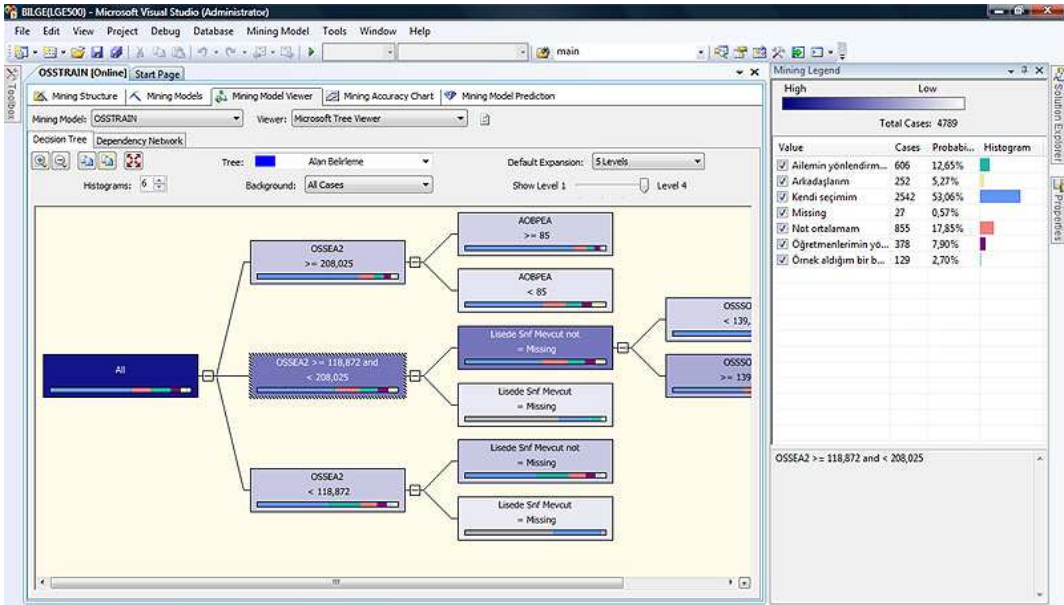 BILGE(LGE500) - Microsoft Visual Studio (Administrator)
File Edit View Project Debug Database Mining Model Tools Window Help
main
Toolbox
OSSTRAIN [Online] Start Page
Mining Structure Mining Models Mining Model Viewer Mining Accuracy Chart Mining Model Prediction
Mining Model: OSSTRAIN Viewer: Microsoft Tree Viewer
Decision Tree Dependency Network
Tree: Alan Belirleme Default Expansion: 5 Levels
Histograms: 6 Background: All Cases Show Level 1 Level 4
All
OSSEA2
>= 208,025
OSSEA2 >= 118,872 and
< 208,025
OSSEA2
< 118,872
AOBPEA
>= 85
AOBPEA
< 85
Lisede Snf Mevcut not
= Missing
Lisede Snf Mevcut
= Missing
Lisede Snf Mevcut not
= Missing
Lisede Snf Mevcut
= Missing
OSSSO
< 139,
OSSSO
>= 139
Mining Legend
High Low
Total Cases: 4789
Value Cases Probabi... Histogram
Ailemin yönlendirm... 606 12,65%
Arkadaşlarım 252 5,27%
Kendi seçimim 2542 53,06%
Missing 27 0,57%
Not ortalamam 855 17,85%
Öğretmenlerimin yö... 378 7,90%
Örnek aldığım bir b... 129 2,70%
OSSEA2 >= 118,872 and < 208,025
Solution Explorer
Properties